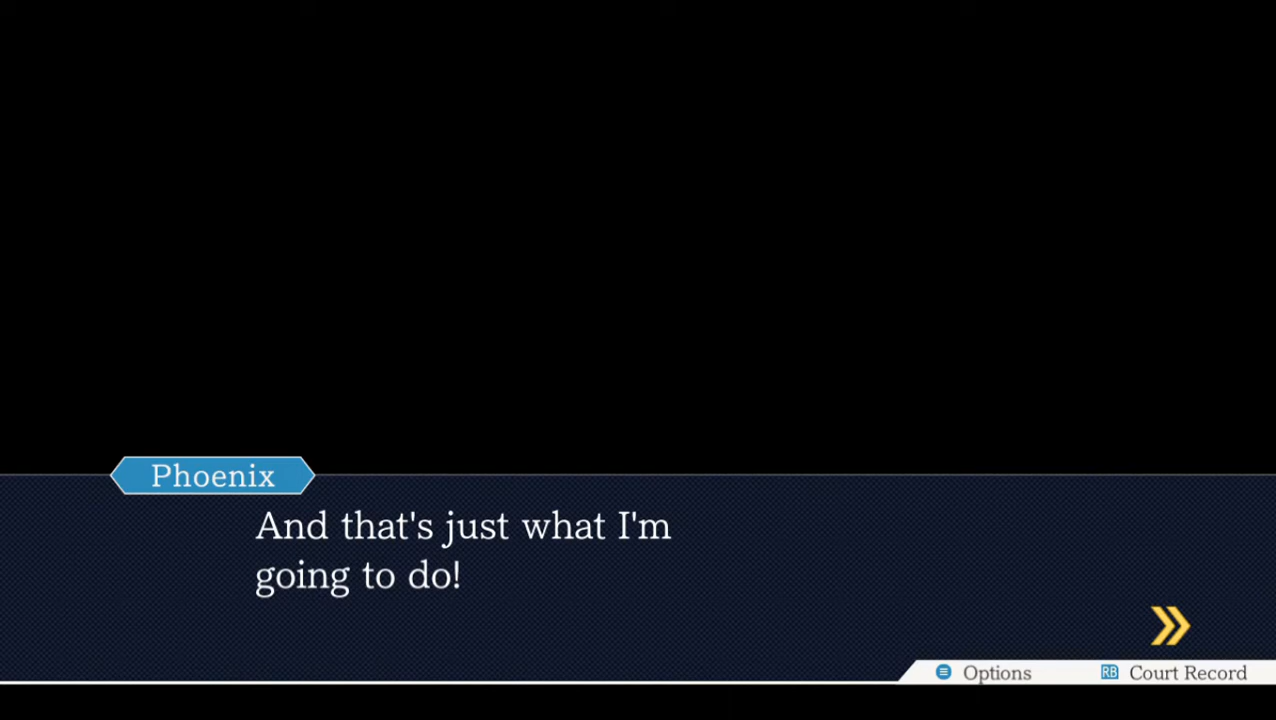 Phoenix
And that's just what I'm
going to do!
Options
RB Court Record